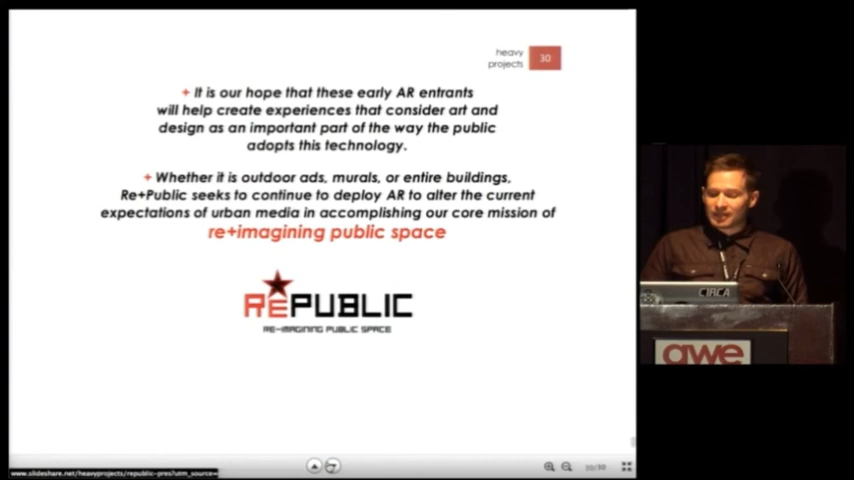 heavy
projects
30
+ It is our hope that these early AR entrants
will help create experiences that consider art and
design as an important part of the way the public
adopts this technology.
+ Whether it is outdoor ads, murals, or entire buildings,
Re+Public seeks to continue to deploy AR to alter the current
expectations of urban media in accomplishing our core mission of
re+imagining public space
REPUBLIC
RE-IMAGINING PUBLIC SPACE
CIRCA
awe
www.slideshare.net/heavyprojects/republic-pres?utm_source=
30/30